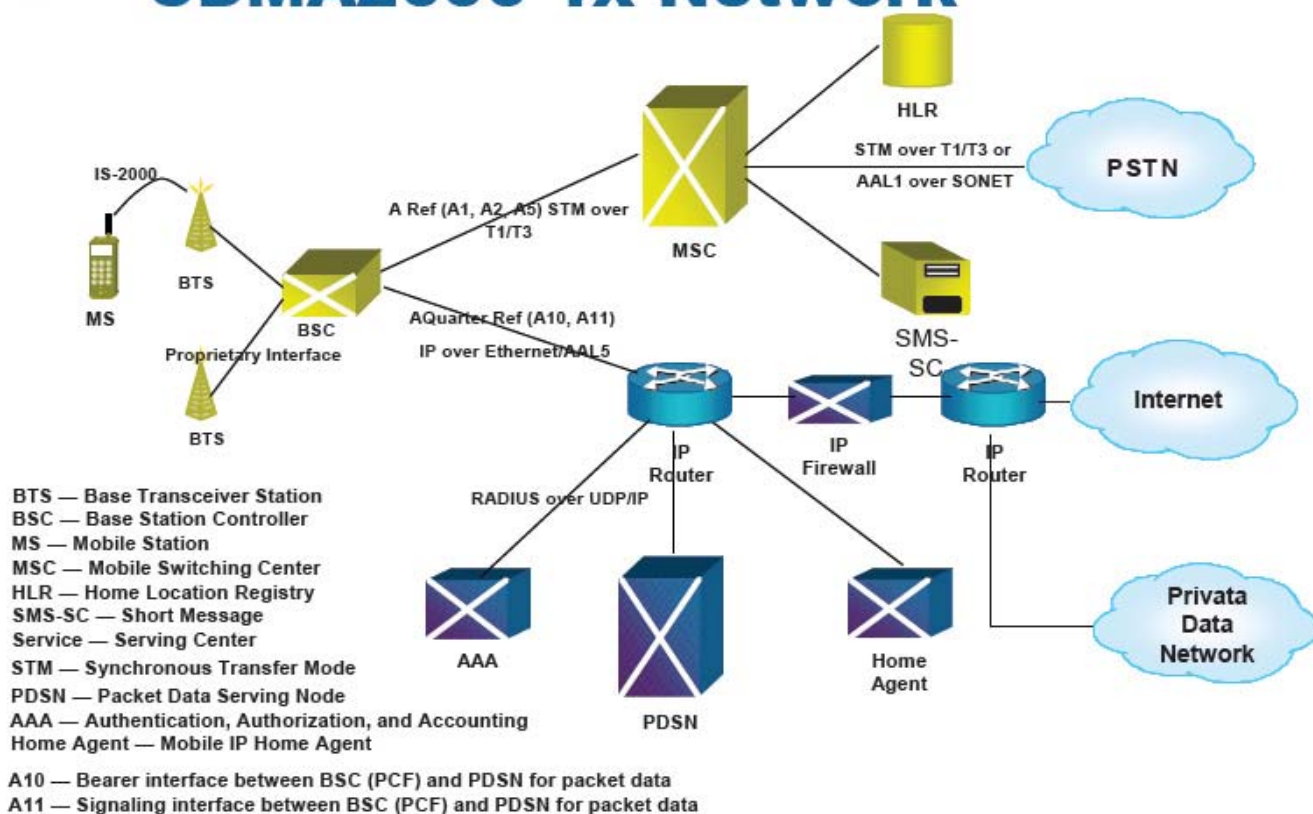 CDMA2000 1x Network
HLR
STM over T1/T3 or
AAL1 over SONET
PSTN
IS-2000
A Ref (A1, A2, A5) STM over
T1/T3
MSC
BTS
MS
BSC
AQuarter Ref (A10, A11)
IP over Ethernet/AAL5
SMS-
SC
Proprietary Interface
BTS
Internet
IP
Router
IP
Firewall
IP
Router
RADIUS over UDP/IP
BTS — Base Transceiver Station
BSC — Base Station Controller
MS — Mobile Station
MSC — Mobile Switching Center
HLR — Home Location Registry
SMS-SC — Short Message
Service — Serving Center
STM — Synchronous Transfer Mode
PDSN — Packet Data Serving Node
AAA — Authentication, Authorization, and Accounting
Home Agent — Mobile IP Home Agent
AAA
PDSN
Home
Agent
Privata
Data
Network
A10 — Bearer interface between BSC (PCF) and PDSN for packet data
A11 — Signaling interface between BSC (PCF) and PDSN for packet data